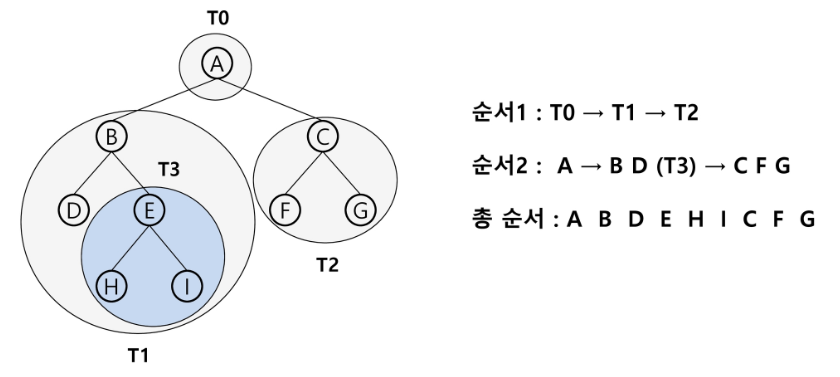 T0
A
B
C
T3
D
E
F
G
H
I
T2
T1
순서1 : T0 → T1 → T2
순서2 : A → B D (T3) → C F G
총 순서 : A B D E H I C F G